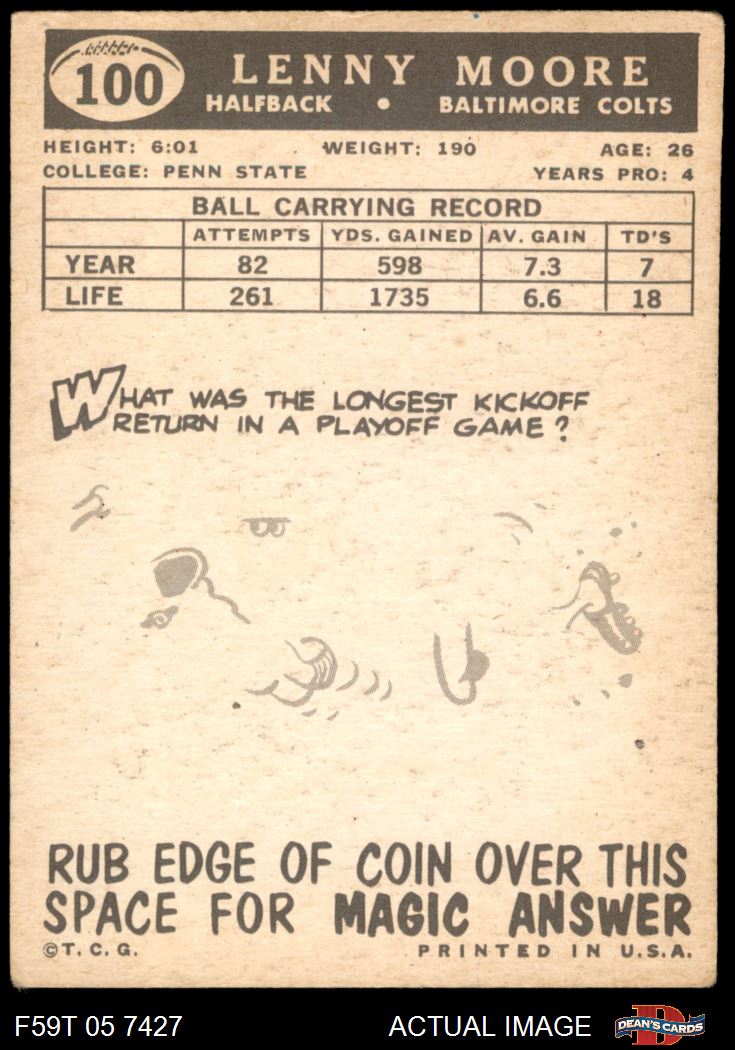 100
LENNY MOORE
HALFBACK • BALTIMORE COLTS
HEIGHT: 6:01 WEIGHT: 190 AGE: 26
COLLEGE: PENN STATE YEARS PRO: 4
BALL CARRYING RECORD
ATTEMPTS YDS. GAINED AV. GAIN TD'S
YEAR 82 598 7.3 7
LIFE 261 1735 6.6 18
WHAT WAS THE LONGEST KICKOFF
RETURN IN A PLAYOFF GAME?
RUB EDGE OF COIN OVER THIS
SPACE FOR MAGIC ANSWER
©T. C. G. PRINTED IN U.S.A.
F59T 05 7427 ACTUAL IMAGE DEAN'S CARDS